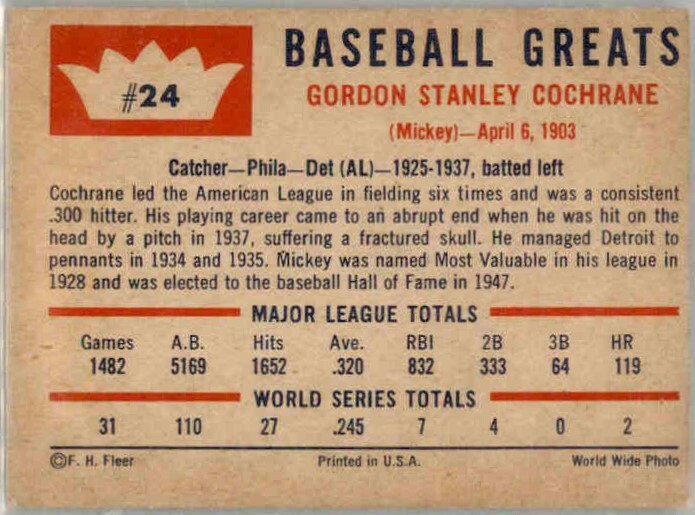 BASEBALL GREATS
#24
GORDON STANLEY COCHRANE
(Mickey)—April 6, 1903
Catcher—Phila—Det (AL)—1925-1937, batted left
Cochrane led the American League in fielding six times and was a consistent
.300 hitter. His playing career came to an abrupt end when he was hit on the
head by a pitch in 1937, suffering a fractured skull. He managed Detroit to
pennants in 1934 and 1935. Mickey was named Most Valuable in his league in
1928 and was elected to the baseball Hall of Fame in 1947.
MAJOR LEAGUE TOTALS
Games A.B. Hits Ave. RBI 2B 3B HR
1482 5169 1652 .320 832 333 64 119
WORLD SERIES TOTALS
31 110 27 .245 7 4 0 2
©F. H. Fleer Printed in U.S.A. World Wide Photo